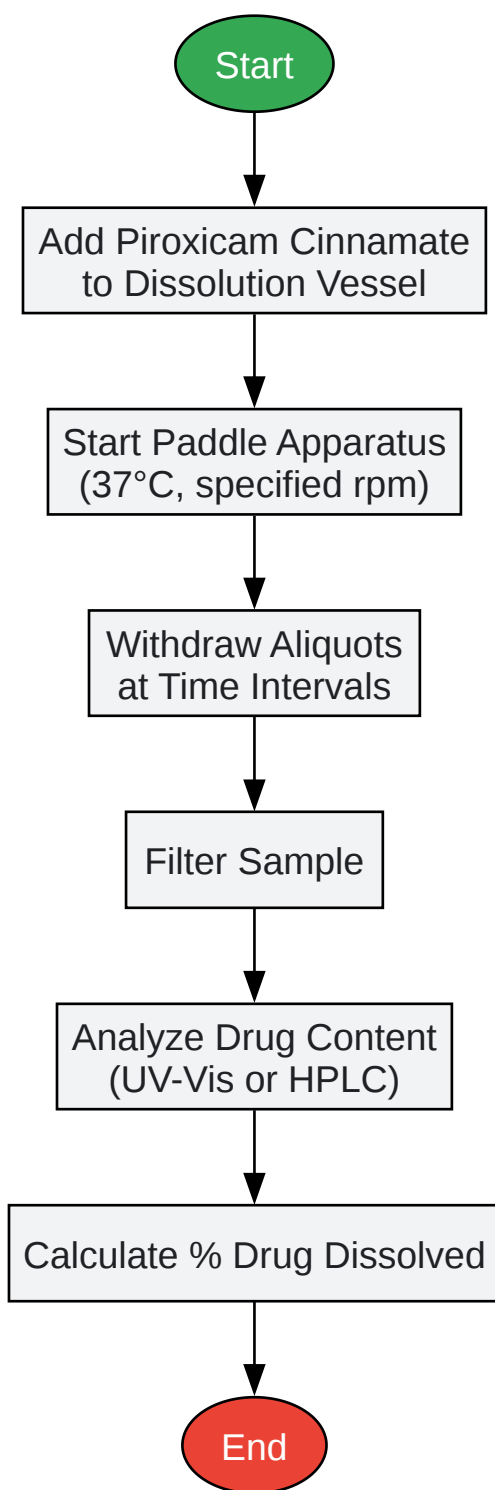 Start
Add Piroxicam Cinnamate
to Dissolution Vessel
Start Paddle Apparatus
(37°C, specified rpm)
Withdraw Aliquots
at Time Intervals
Filter Sample
Analyze Drug Content
(UV-Vis or HPLC)
Calculate % Drug Dissolved
End